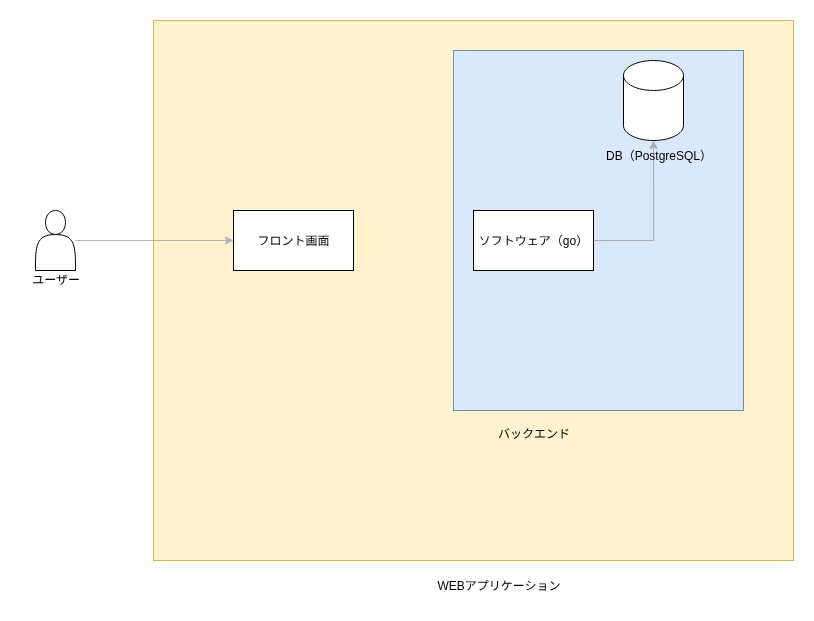 DB（PostgreSQL）
フロント画面
ソフトウェア（go）
ユーザー
バックエンド
WEBアプリケーション